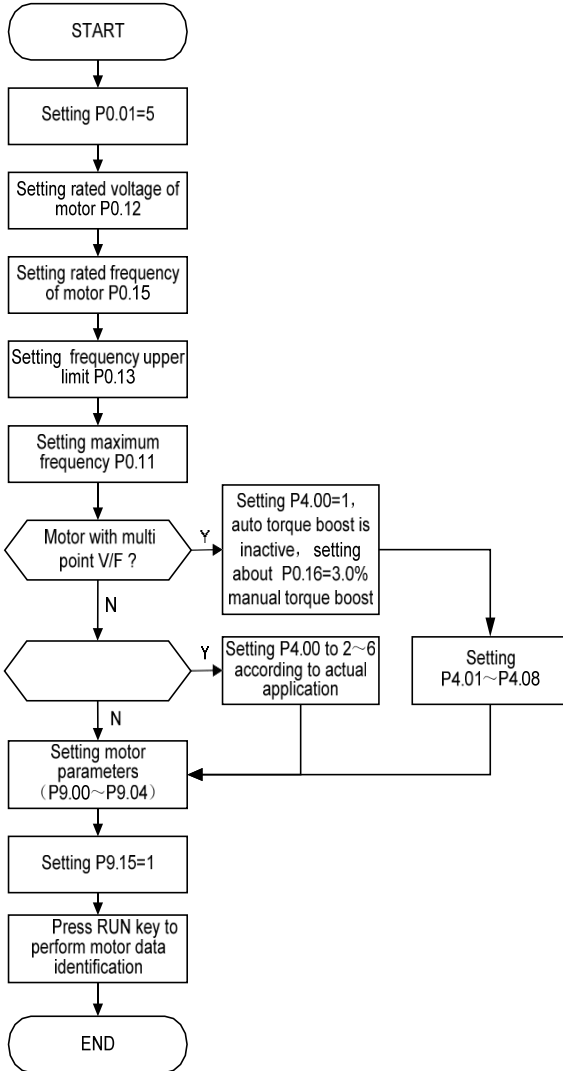 START
Setting P0.01=5
Setting rated voltage of
motor P0.12
Setting rated frequency
of motor P0.15
Setting frequency upper
limit P0.13
Setting maximum
frequency P0.11
Motor with multi
point V/F ?
Y
Setting P4.00=1,
auto torque boost is
inactive, setting
about P0.16=3.0%
manual torque boost
N
Y
Setting P4.00 to 2～6
according to actual
application
Setting
P4.01～P4.08
N
Setting motor
parameters
（P9.00～P9.04）
Setting P9.15=1
Press RUN key to
perform motor data
identification
END